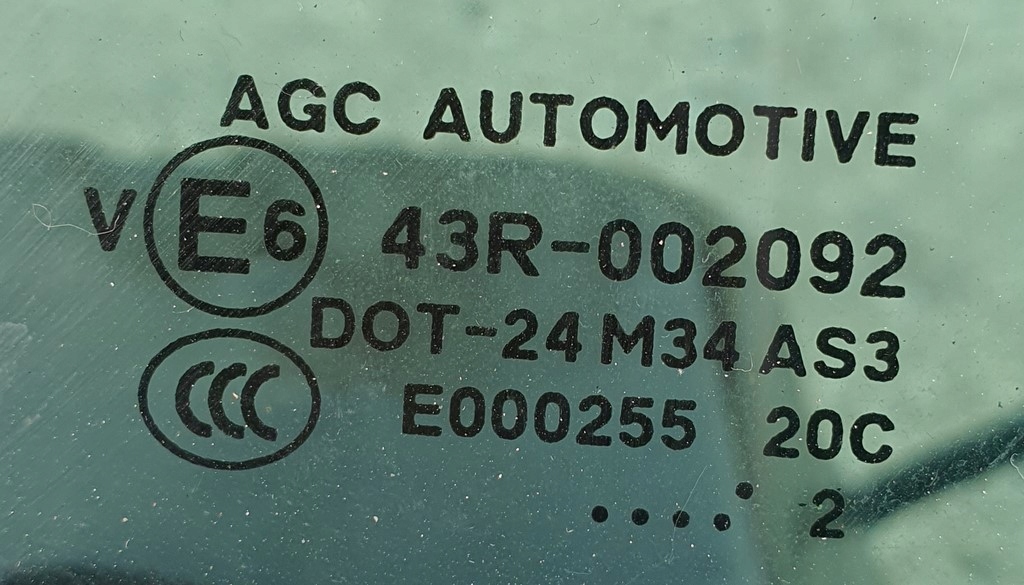 AGC AUTOMOTIVE
V E6 43R-002092
DOT-24 M34 AS3
CCC E000255 20C
..... 2